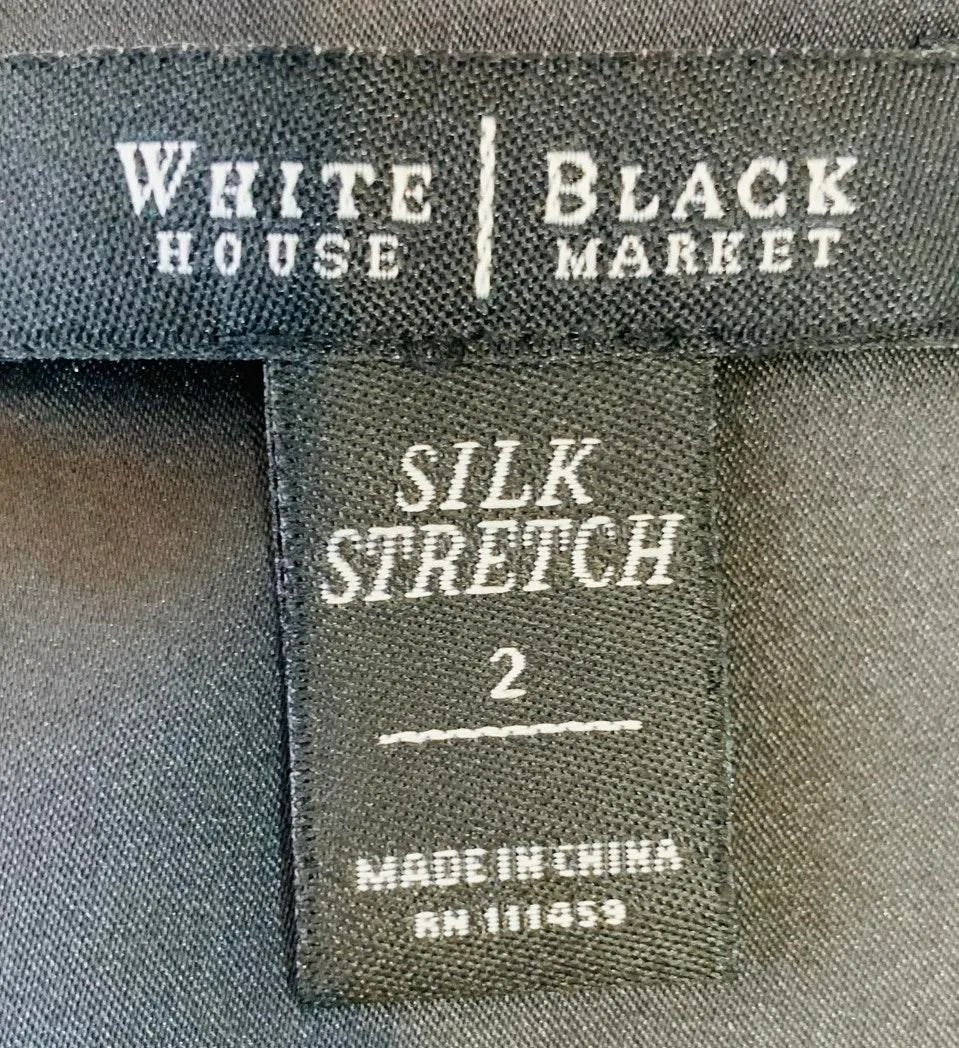 WHITE | BLACK
HOUSE | MARKET
SILK
STRETCH
2
MADE IN CHINA
RN 111459